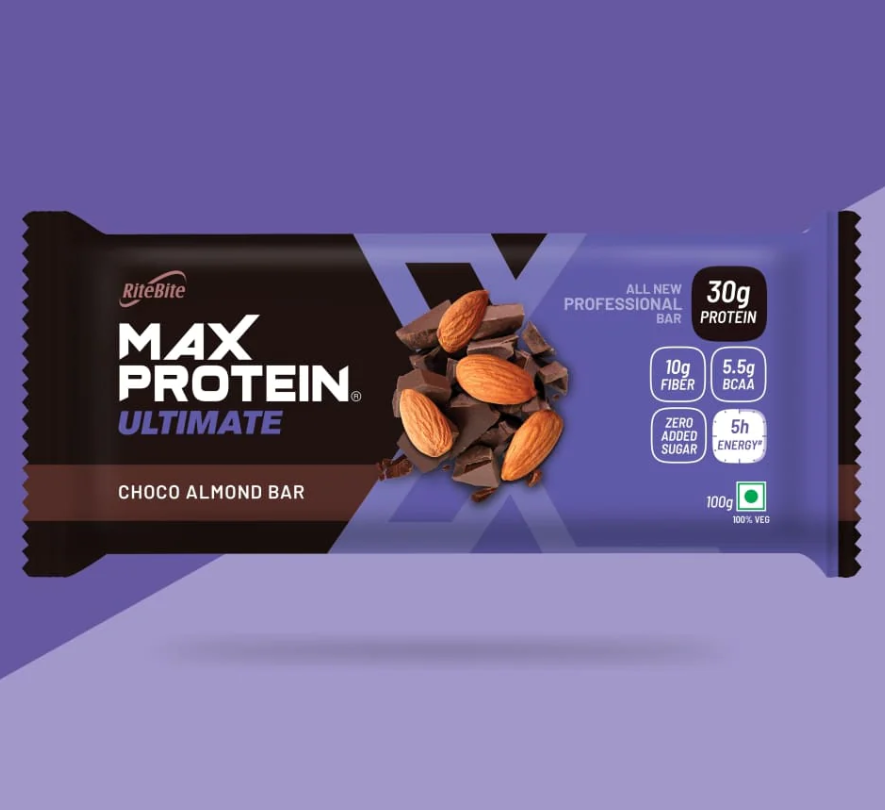 RiteBite
MAX
PROTEIN®
ULTIMATE
CHOCO ALMOND BAR
ALL NEW
PROFESSIONAL
BAR
30g
PROTEIN
10g
FIBER
5.5g
BCAA
ZERO
ADDED
SUGAR
5h
ENERGY#
100g
100% VEG